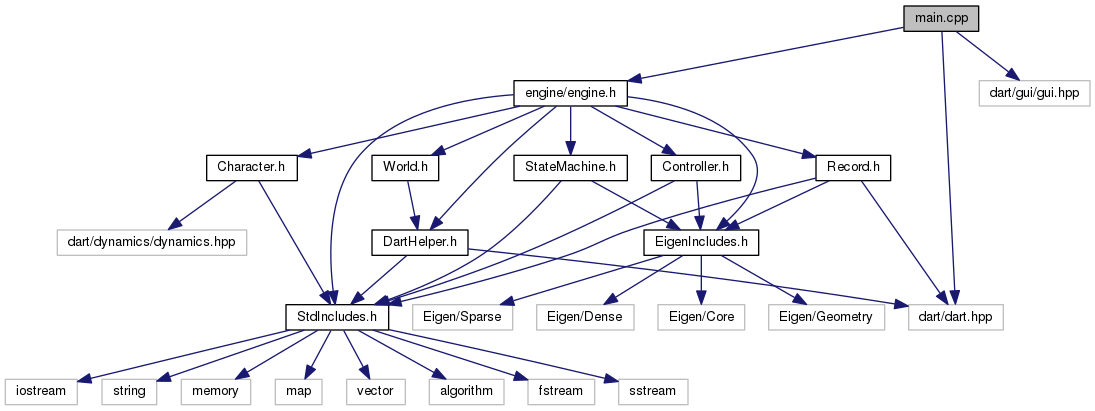 main.cpp
engine/engine.h
dart/gui/gui.hpp
Character.h
World.h
StateMachine.h
Controller.h
Record.h
dart/dynamics/dynamics.hpp
DartHelper.h
EigenIncludes.h
StdIncludes.h
Eigen/Sparse
Eigen/Dense
Eigen/Core
Eigen/Geometry
dart/dart.hpp
iostream
string
memory
map
vector
algorithm
fstream
sstream